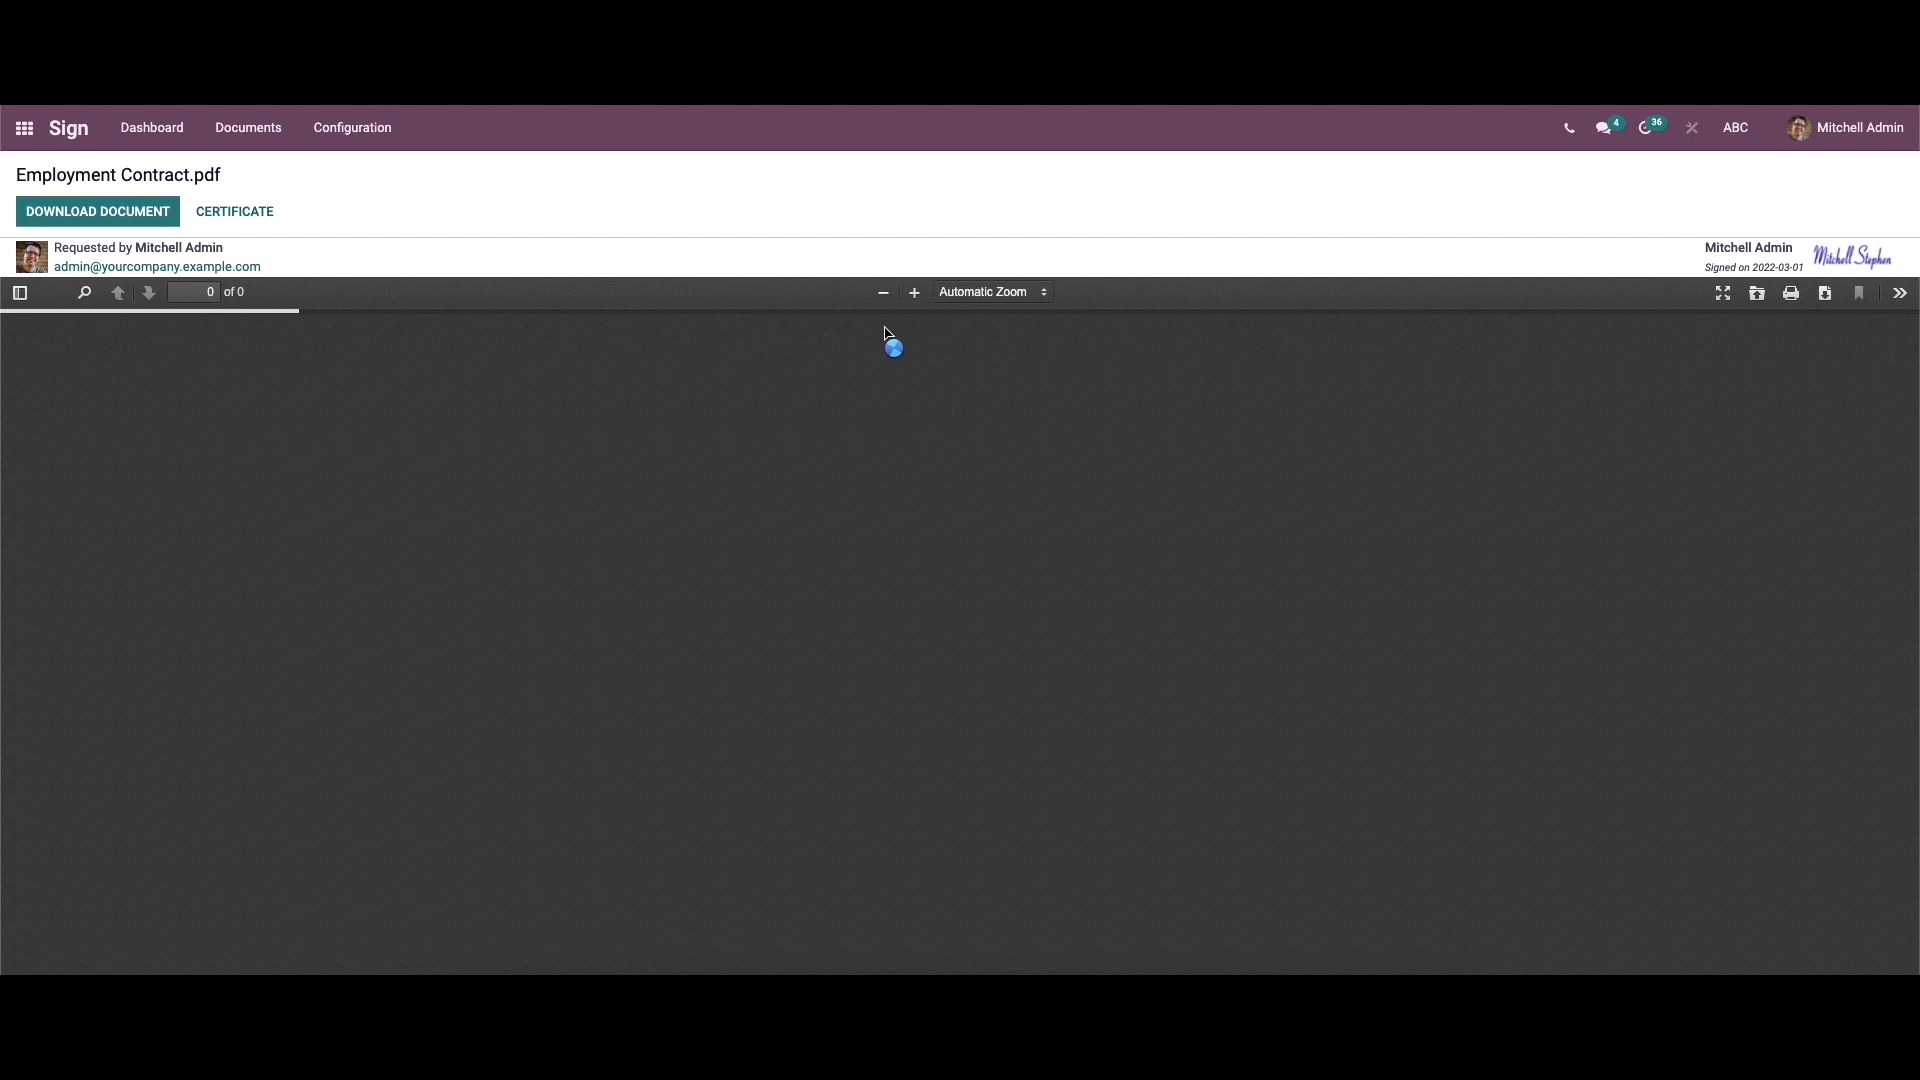 Sign Dashboard Documents Configuration 4 36 ABC Mitchell Admin
Employment Contract.pdf
DOWNLOAD DOCUMENT CERTIFICATE
Requested by Mitchell Admin
admin@yourcompany.example.com
Mitchell Admin
Signed on 2022-03-01
Mitchell Stephen
0 of 0 Automatic Zoom